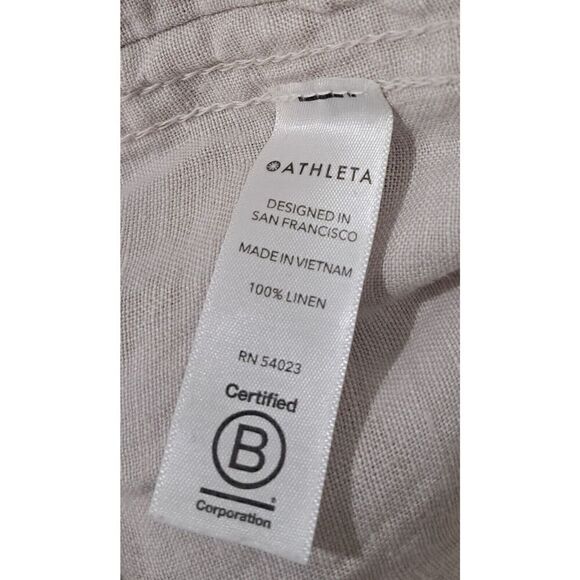 ATHLETA
DESIGNED IN
SAN FRANCISCO
MADE IN VIETNAM
100% LINEN
RN 54023
Certified
B
®
Corporation